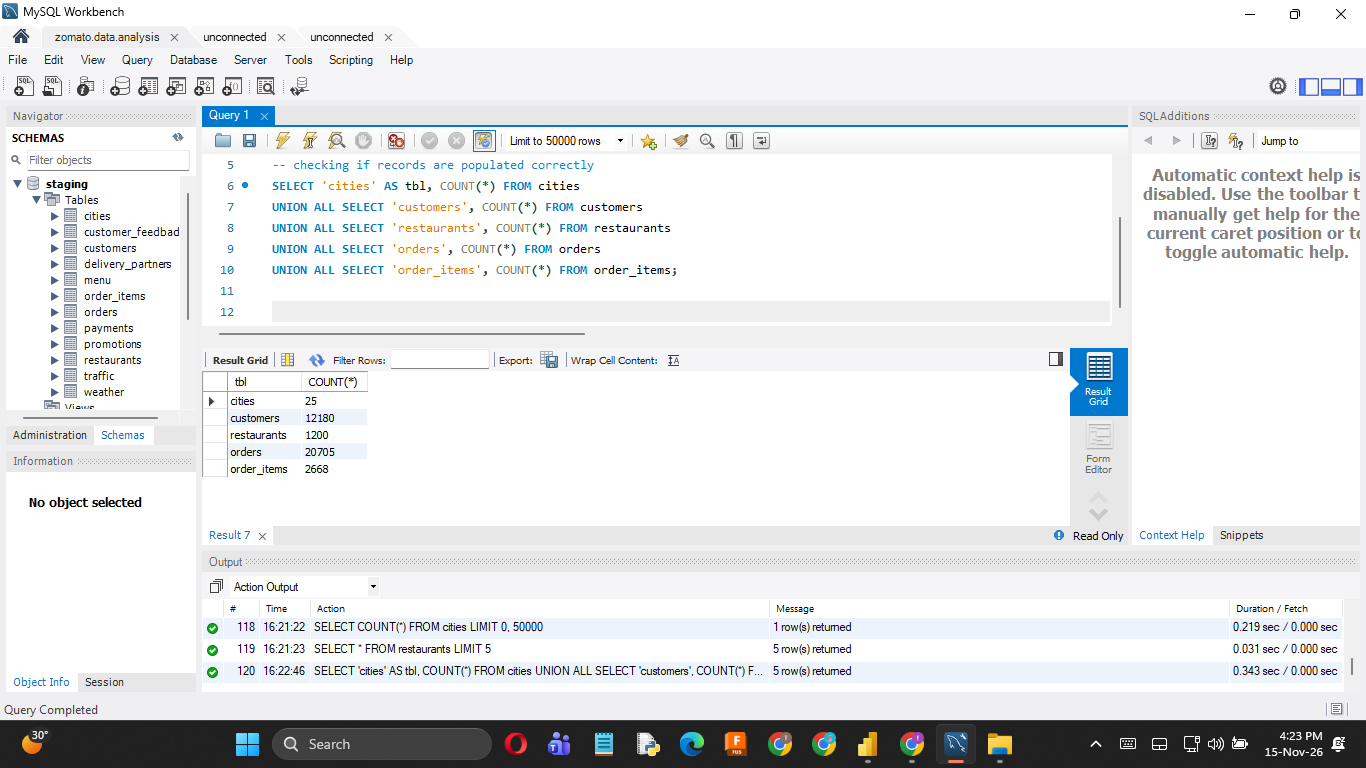 MySQL Workbench
zomato.data.analysis
unconnected
unconnected
File Edit View Query Database Server Tools Scripting Help
Navigator
SCHEMAS
Filter objects
staging
Tables
cities
customer_feedbad
customers
delivery_partners
menu
order_items
orders
payments
promotions
restaurants
traffic
weather
Views
Administration Schemas
Information
No object selected
Object Info Session
Query 1
Limit to 50000 rows
5 -- checking if records are populated correctly
6 SELECT 'cities' AS tbl, COUNT(*) FROM cities
7 UNION ALL SELECT 'customers', COUNT(*) FROM customers
8 UNION ALL SELECT 'restaurants', COUNT(*) FROM restaurants
9 UNION ALL SELECT 'orders', COUNT(*) FROM orders
10 UNION ALL SELECT 'order_items', COUNT(*) FROM order_items;
11
12
Result Grid Filter Rows: Export: Wrap Cell Content:
tbl COUNT(*)
cities 25
customers 12180
restaurants 1200
orders 20705
order_items 2668
Result Grid
Form Editor
Result 7
Read Only
SQLAdditions
Jump to
Automatic context help is
disabled. Use the toolbar t
manually get help for the
current caret position or to
toggle automatic help.
Context Help Snippets
Output
Action Output
# Time Action Message Duration / Fetch
118 16:21:22 SELECT COUNT(*) FROM cities LIMIT 0, 50000 1 row(s) returned 0.219 sec / 0.000 sec
119 16:21:23 SELECT * FROM restaurants LIMIT 5 5 row(s) returned 0.031 sec / 0.000 sec
120 16:22:46 SELECT 'cities' AS tbl, COUNT(*) FROM cities UNION ALL SELECT 'customers', COUNT(*) F... 5 row(s) returned 0.343 sec / 0.000 sec
Query Completed
30°
Search
4:23 PM
15-Nov-26